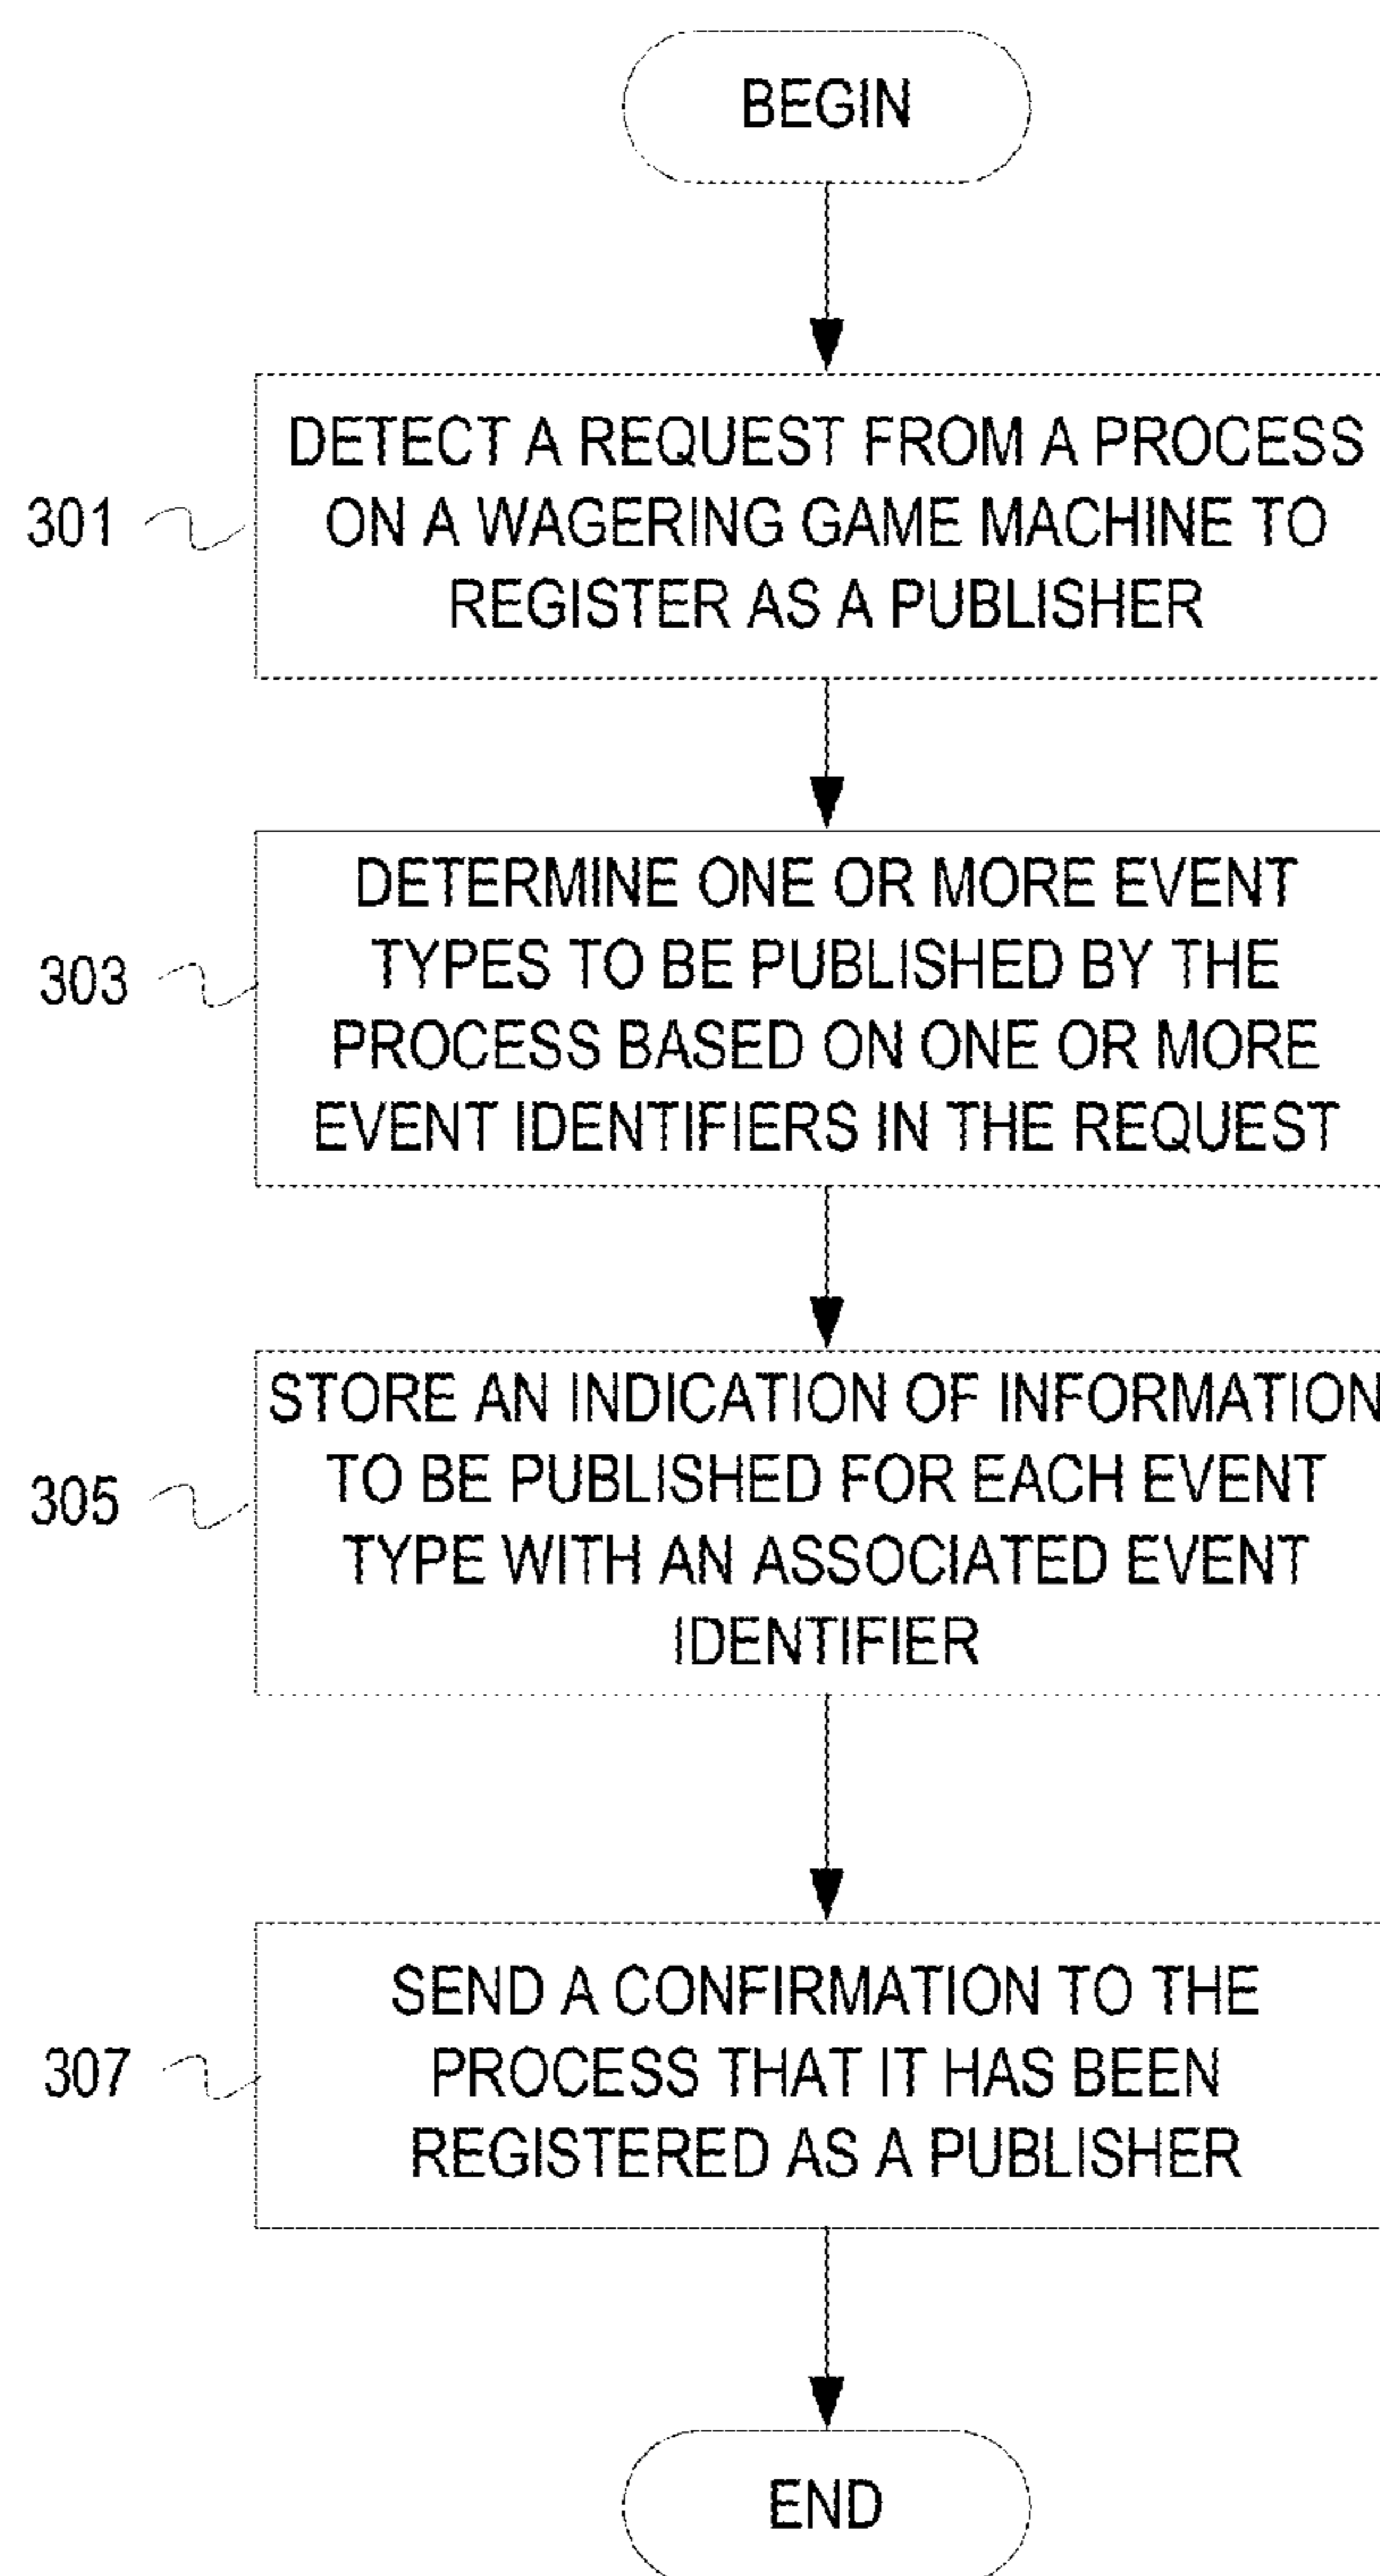 BEGIN
DETECT A REQUEST FROM A PROCESS
ON A WAGERING GAME MACHINE TO
REGISTER AS A PUBLISHER
301
DETERMINE ONE OR MORE EVENT
TYPES TO BE PUBLISHED BY THE
PROCESS BASED ON ONE OR MORE
EVENT IDENTIFIERS IN THE REQUEST
303
STORE AN INDICATION OF INFORMATION
TO BE PUBLISHED FOR EACH EVENT
TYPE WITH AN ASSOCIATED EVENT
IDENTIFIER
305
SEND A CONFIRMATION TO THE
PROCESS THAT IT HAS BEEN
REGISTERED AS A PUBLISHER
307
END